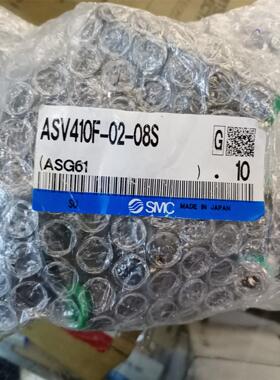 ASV410F-02-08S
G
(ASG61 ) . 10
SMC MADE IN JAPAN